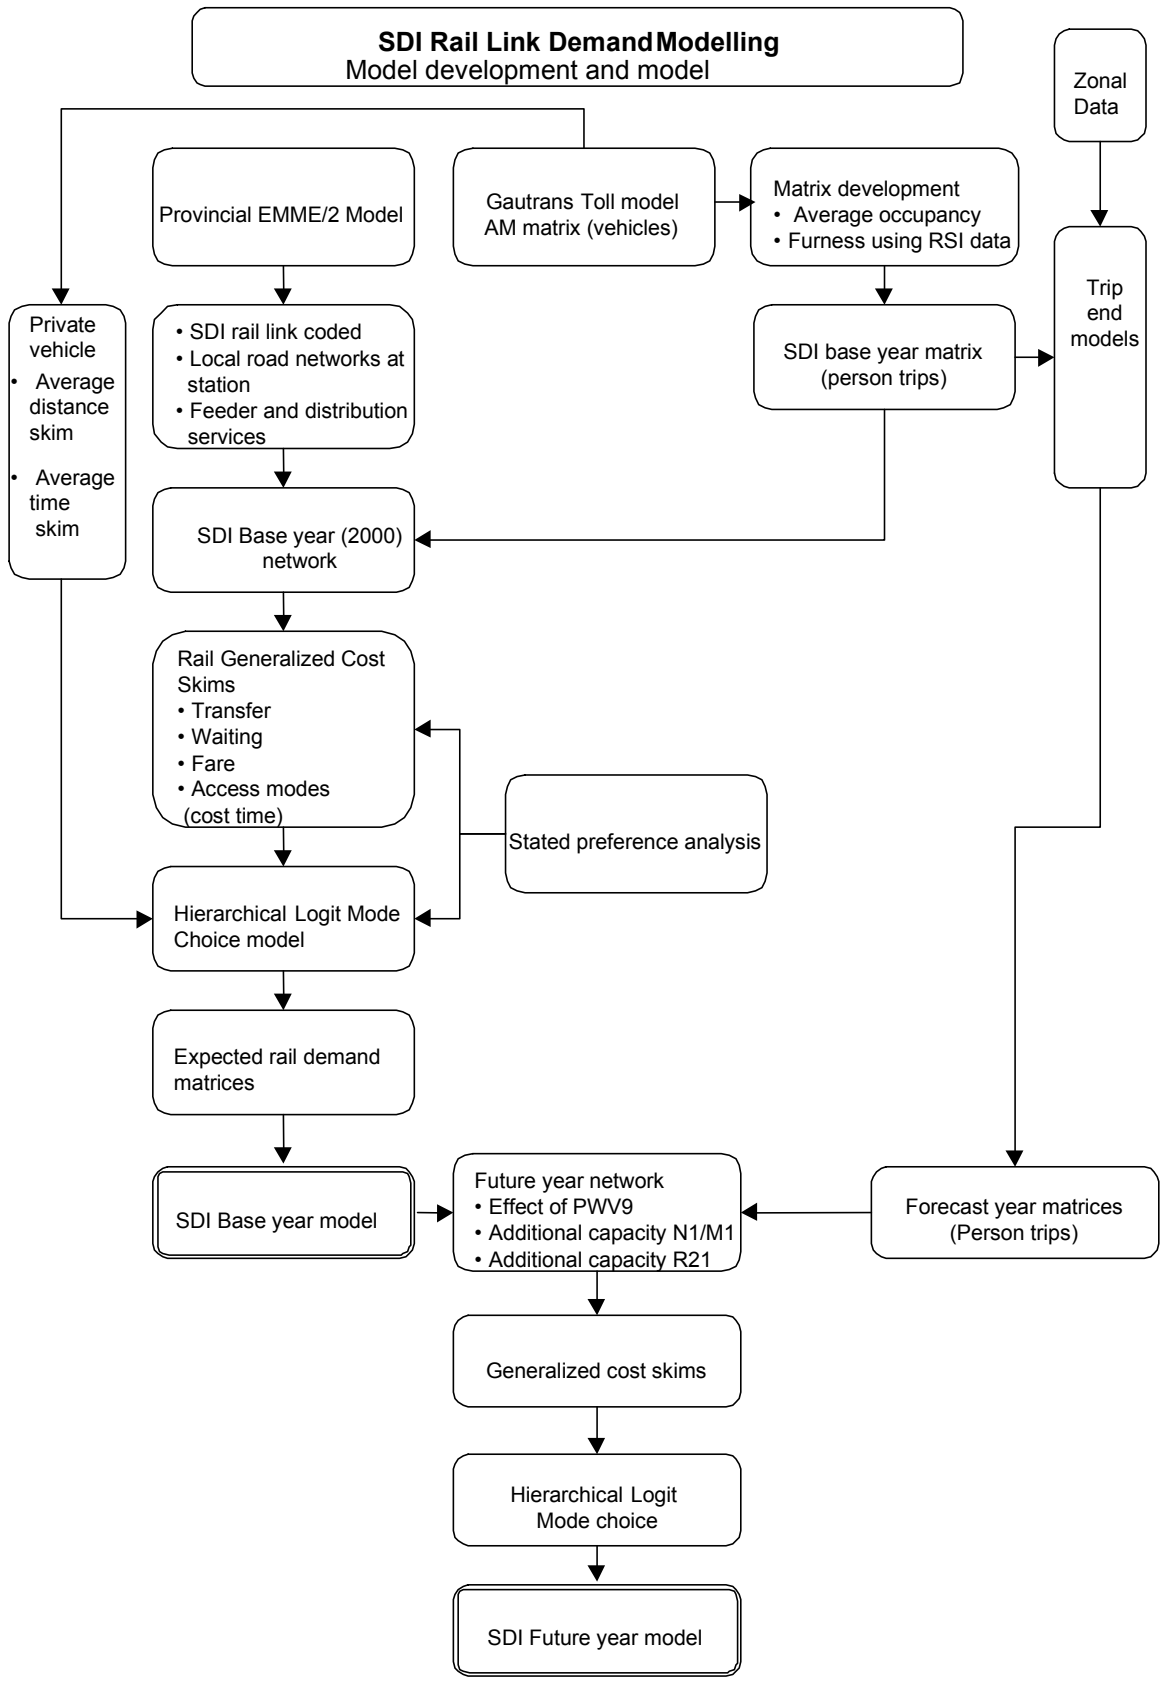 SDI Rail Link Demand Modelling
Model development and model
Zonal
Data
Provincial EMME/2 Model
Gautrans Toll model
AM matrix (vehicles)
Matrix development
• Average occupancy
• Furness using RSI data
Trip
end
models
Private
vehicle
• Average
distance
skim
• Average
time
skim
• SDI rail link coded
• Local road networks at
station
• Feeder and distribution
services
SDI base year matrix
(person trips)
SDI Base year (2000)
network
Rail Generalized Cost
Skims
• Transfer
• Waiting
• Fare
• Access modes
(cost time)
Stated preference analysis
Hierarchical Logit Mode
Choice model
Expected rail demand
matrices
SDI Base year model
Future year network
• Effect of PWV9
• Additional capacity N1/M1
• Additional capacity R21
Forecast year matrices
(Person trips)
Generalized cost skims
Hierarchical Logit
Mode choice
SDI Future year model